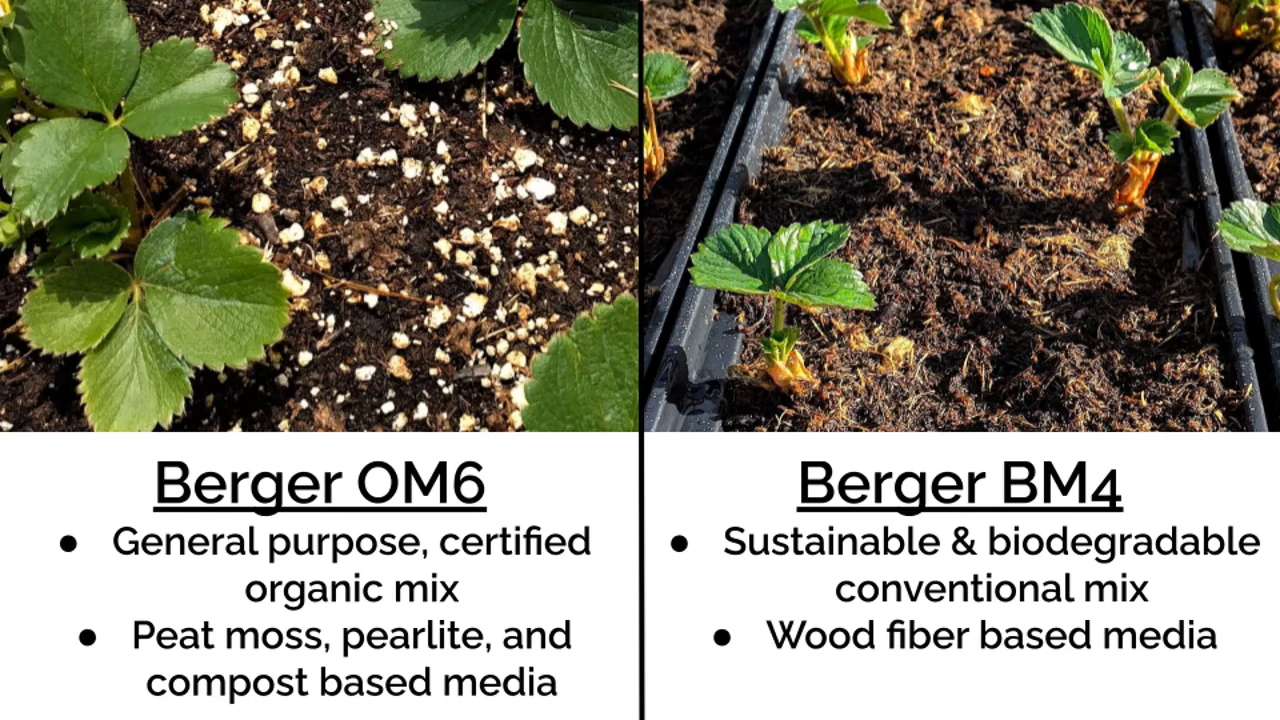 Berger OM6
● General purpose, certified
organic mix
● Peat moss, pearlite, and
compost based media
Berger BM4
● Sustainable & biodegradable
conventional mix
● Wood fiber based media